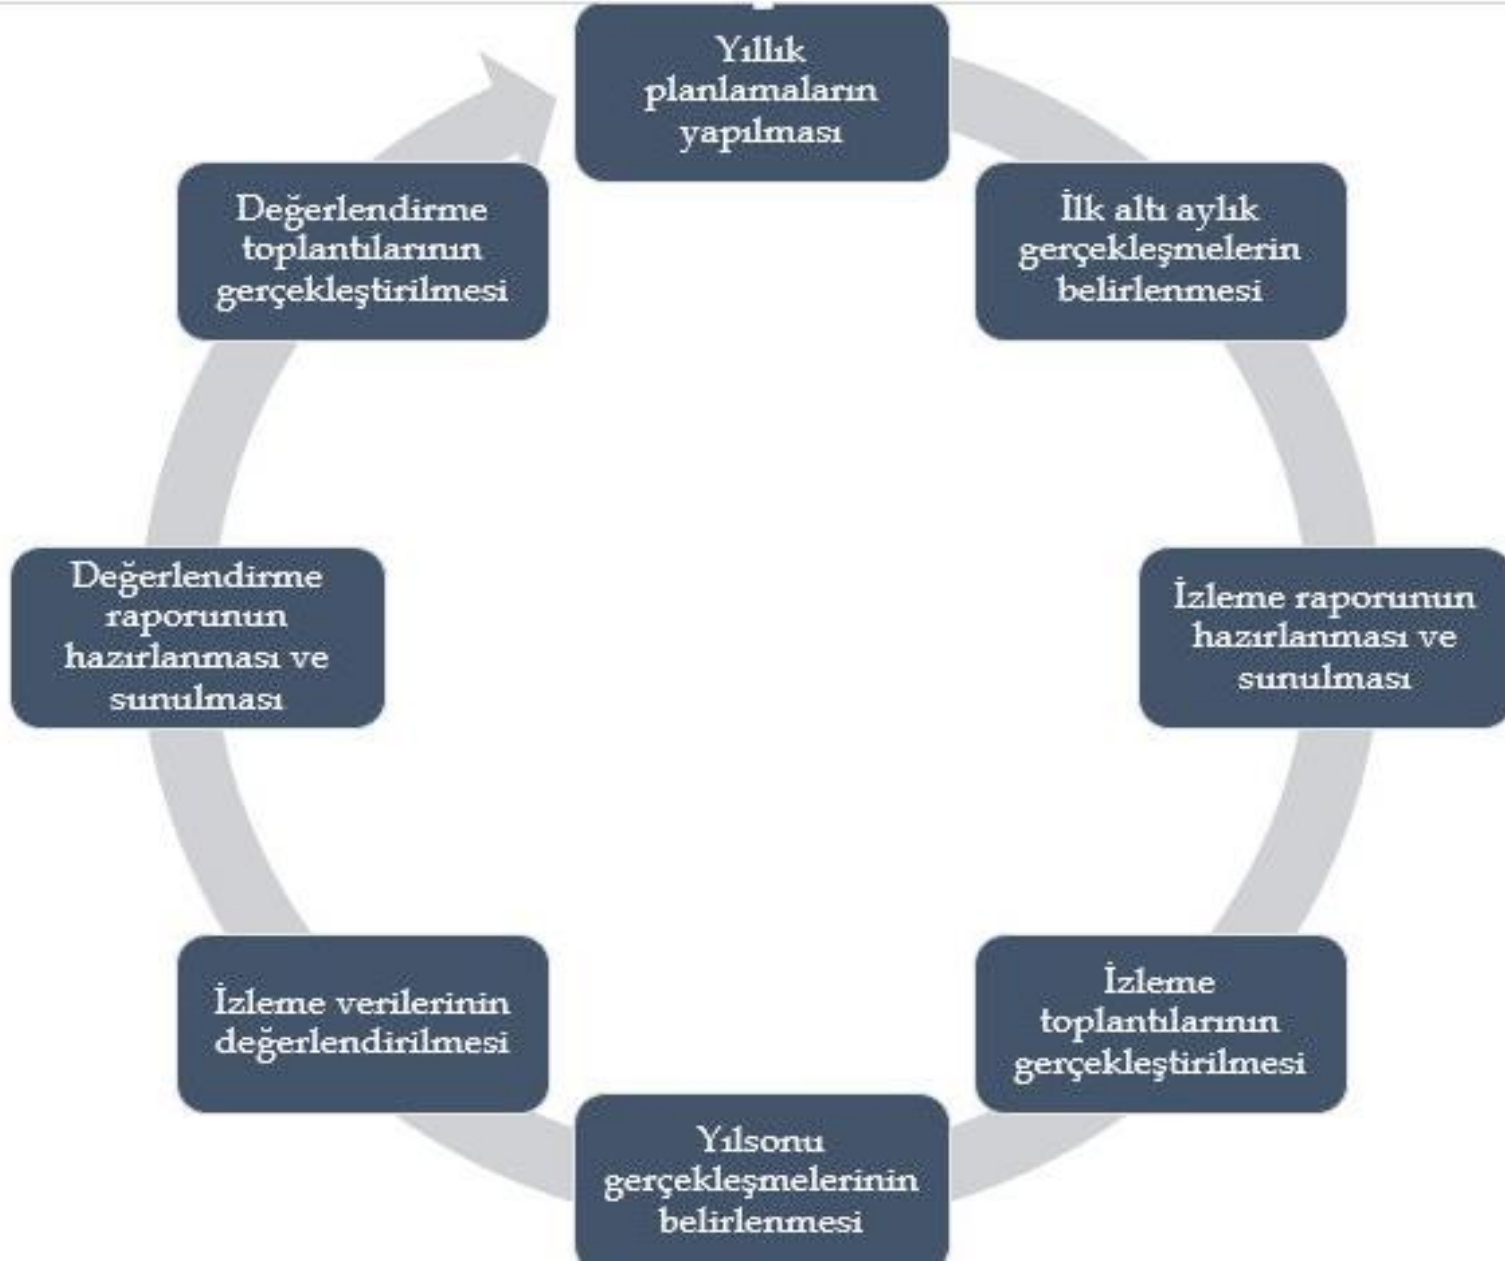 Yıllık
planlamaların
yapılması
İlk altı aylık
gerçekleşmelerin
belirlenmesi
İzleme raporunun
hazırlanması ve
sunulması
İzleme
toplantılarının
gerçekleştirilmesi
Yılsonu
gerçekleşmelerinin
belirlenmesi
İzleme verilerinin
değerlendirilmesi
Değerlendirme
raporunun
hazırlanması ve
sunulması
Değerlendirme
toplantılarının
gerçekleştirilmesi